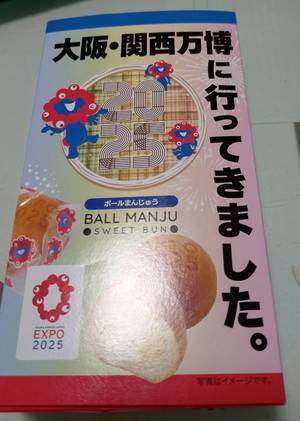 大阪・関西万博
に行ってきました。
2025
ボールまんじゅう
BALL MANJU
●SWEET BUN●
EXPO
2025
写真はイメージです。